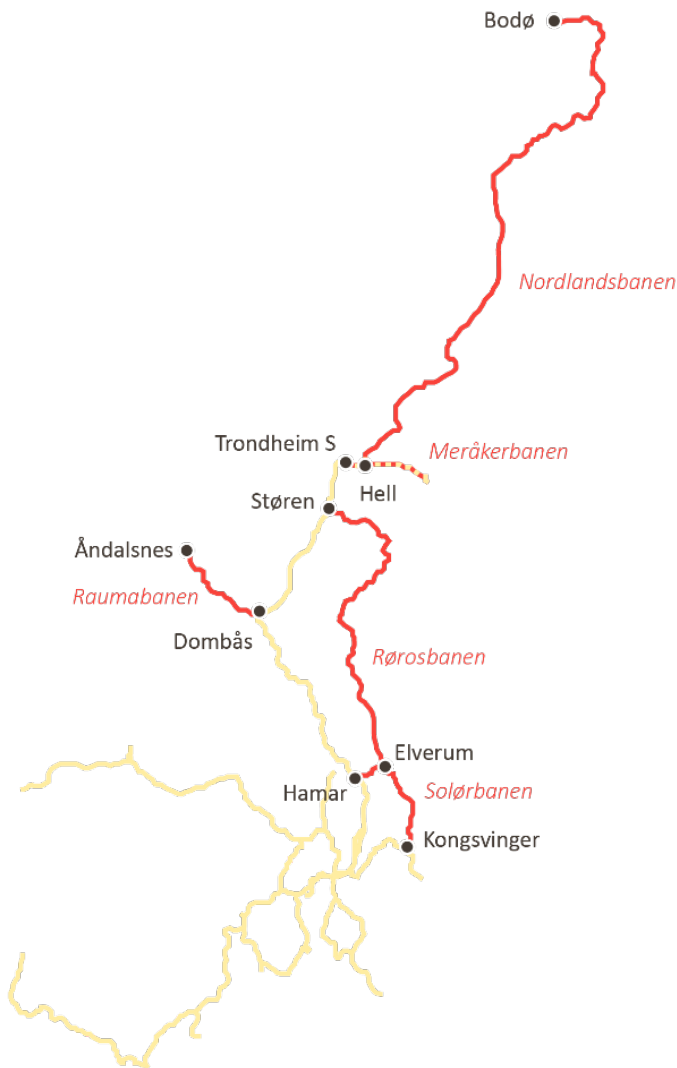 Bodø
Nordlandsbanen
Trondheim S
Meråkerbanen
Hell
Støren
Åndalsnes
Raumabanen
Dombås
Rørosbanen
Elverum
Hamar
Solørbanen
Kongsvinger